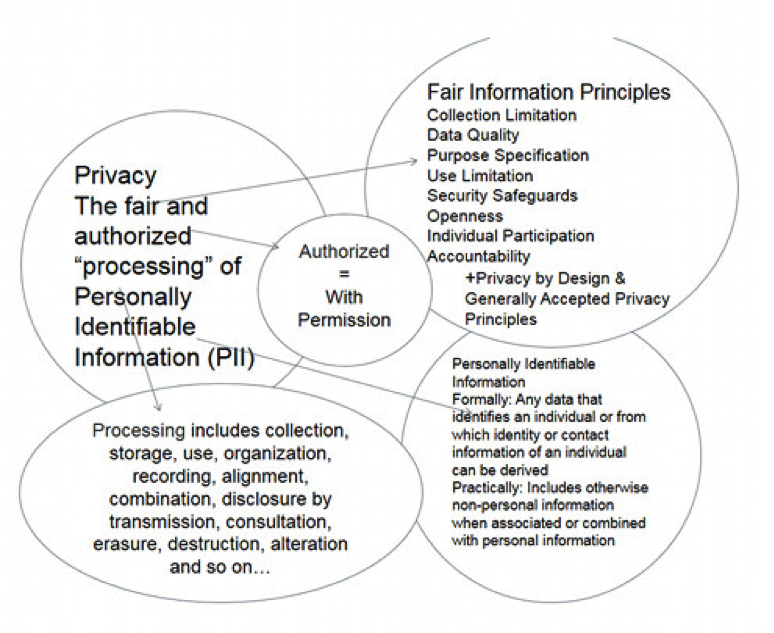 Privacy
The fair and
authorized
“processing” of
Personally
Identifiable
Information (PII)
Authorized
=
With
Permission
Fair Information Principles
Collection Limitation
Data Quality
Purpose Specification
Use Limitation
Security Safeguards
Openness
Individual Participation
Accountability
+Privacy by Design &
Generally Accepted Privacy
Principles
Personally Identifiable
Information
Formally: Any data that
identifies an individual or from
which identity or contact
information of an individual
can be derived
Practically: Includes otherwise
non-personal information
when associated or combined
with personal information
Processing includes collection,
storage, use, organization,
recording, alignment,
combination, disclosure by
transmission, consultation,
erasure, destruction, alteration
and so on…